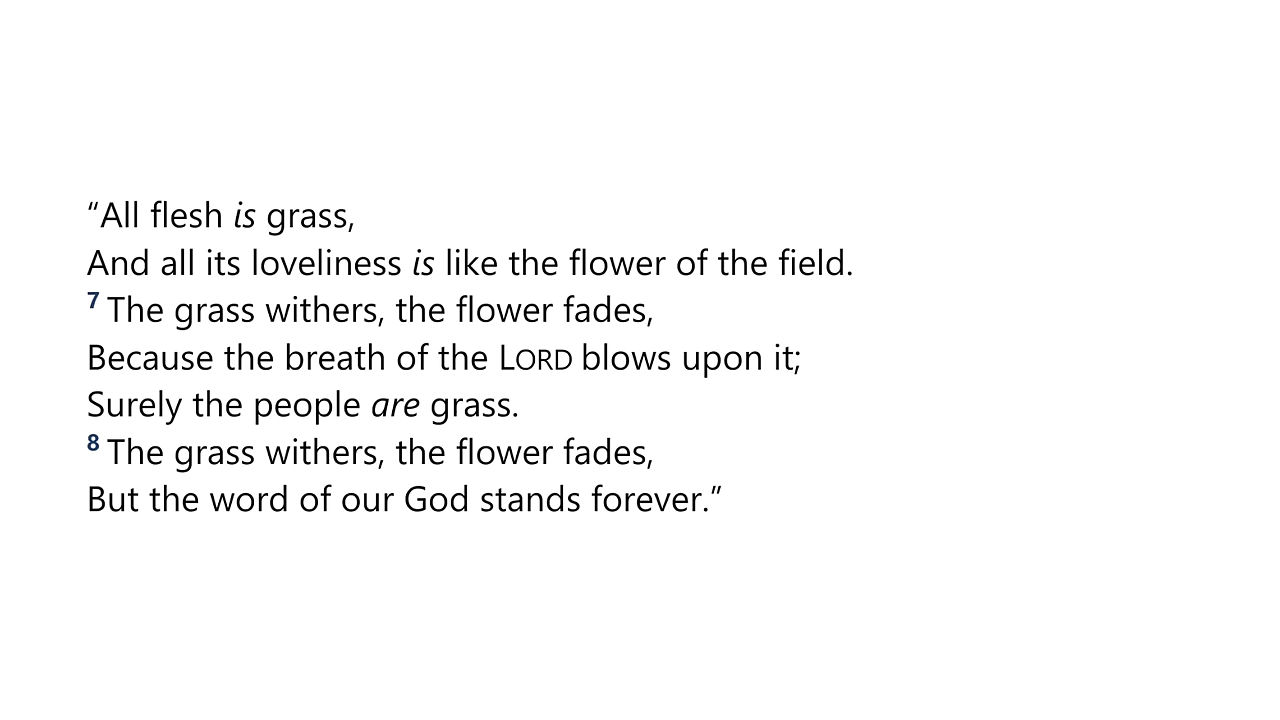 “All flesh is grass,
And all its loveliness is like the flower of the field.
7 The grass withers, the flower fades,
Because the breath of the LORD blows upon it;
Surely the people are grass.
8 The grass withers, the flower fades,
But the word of our God stands forever.”